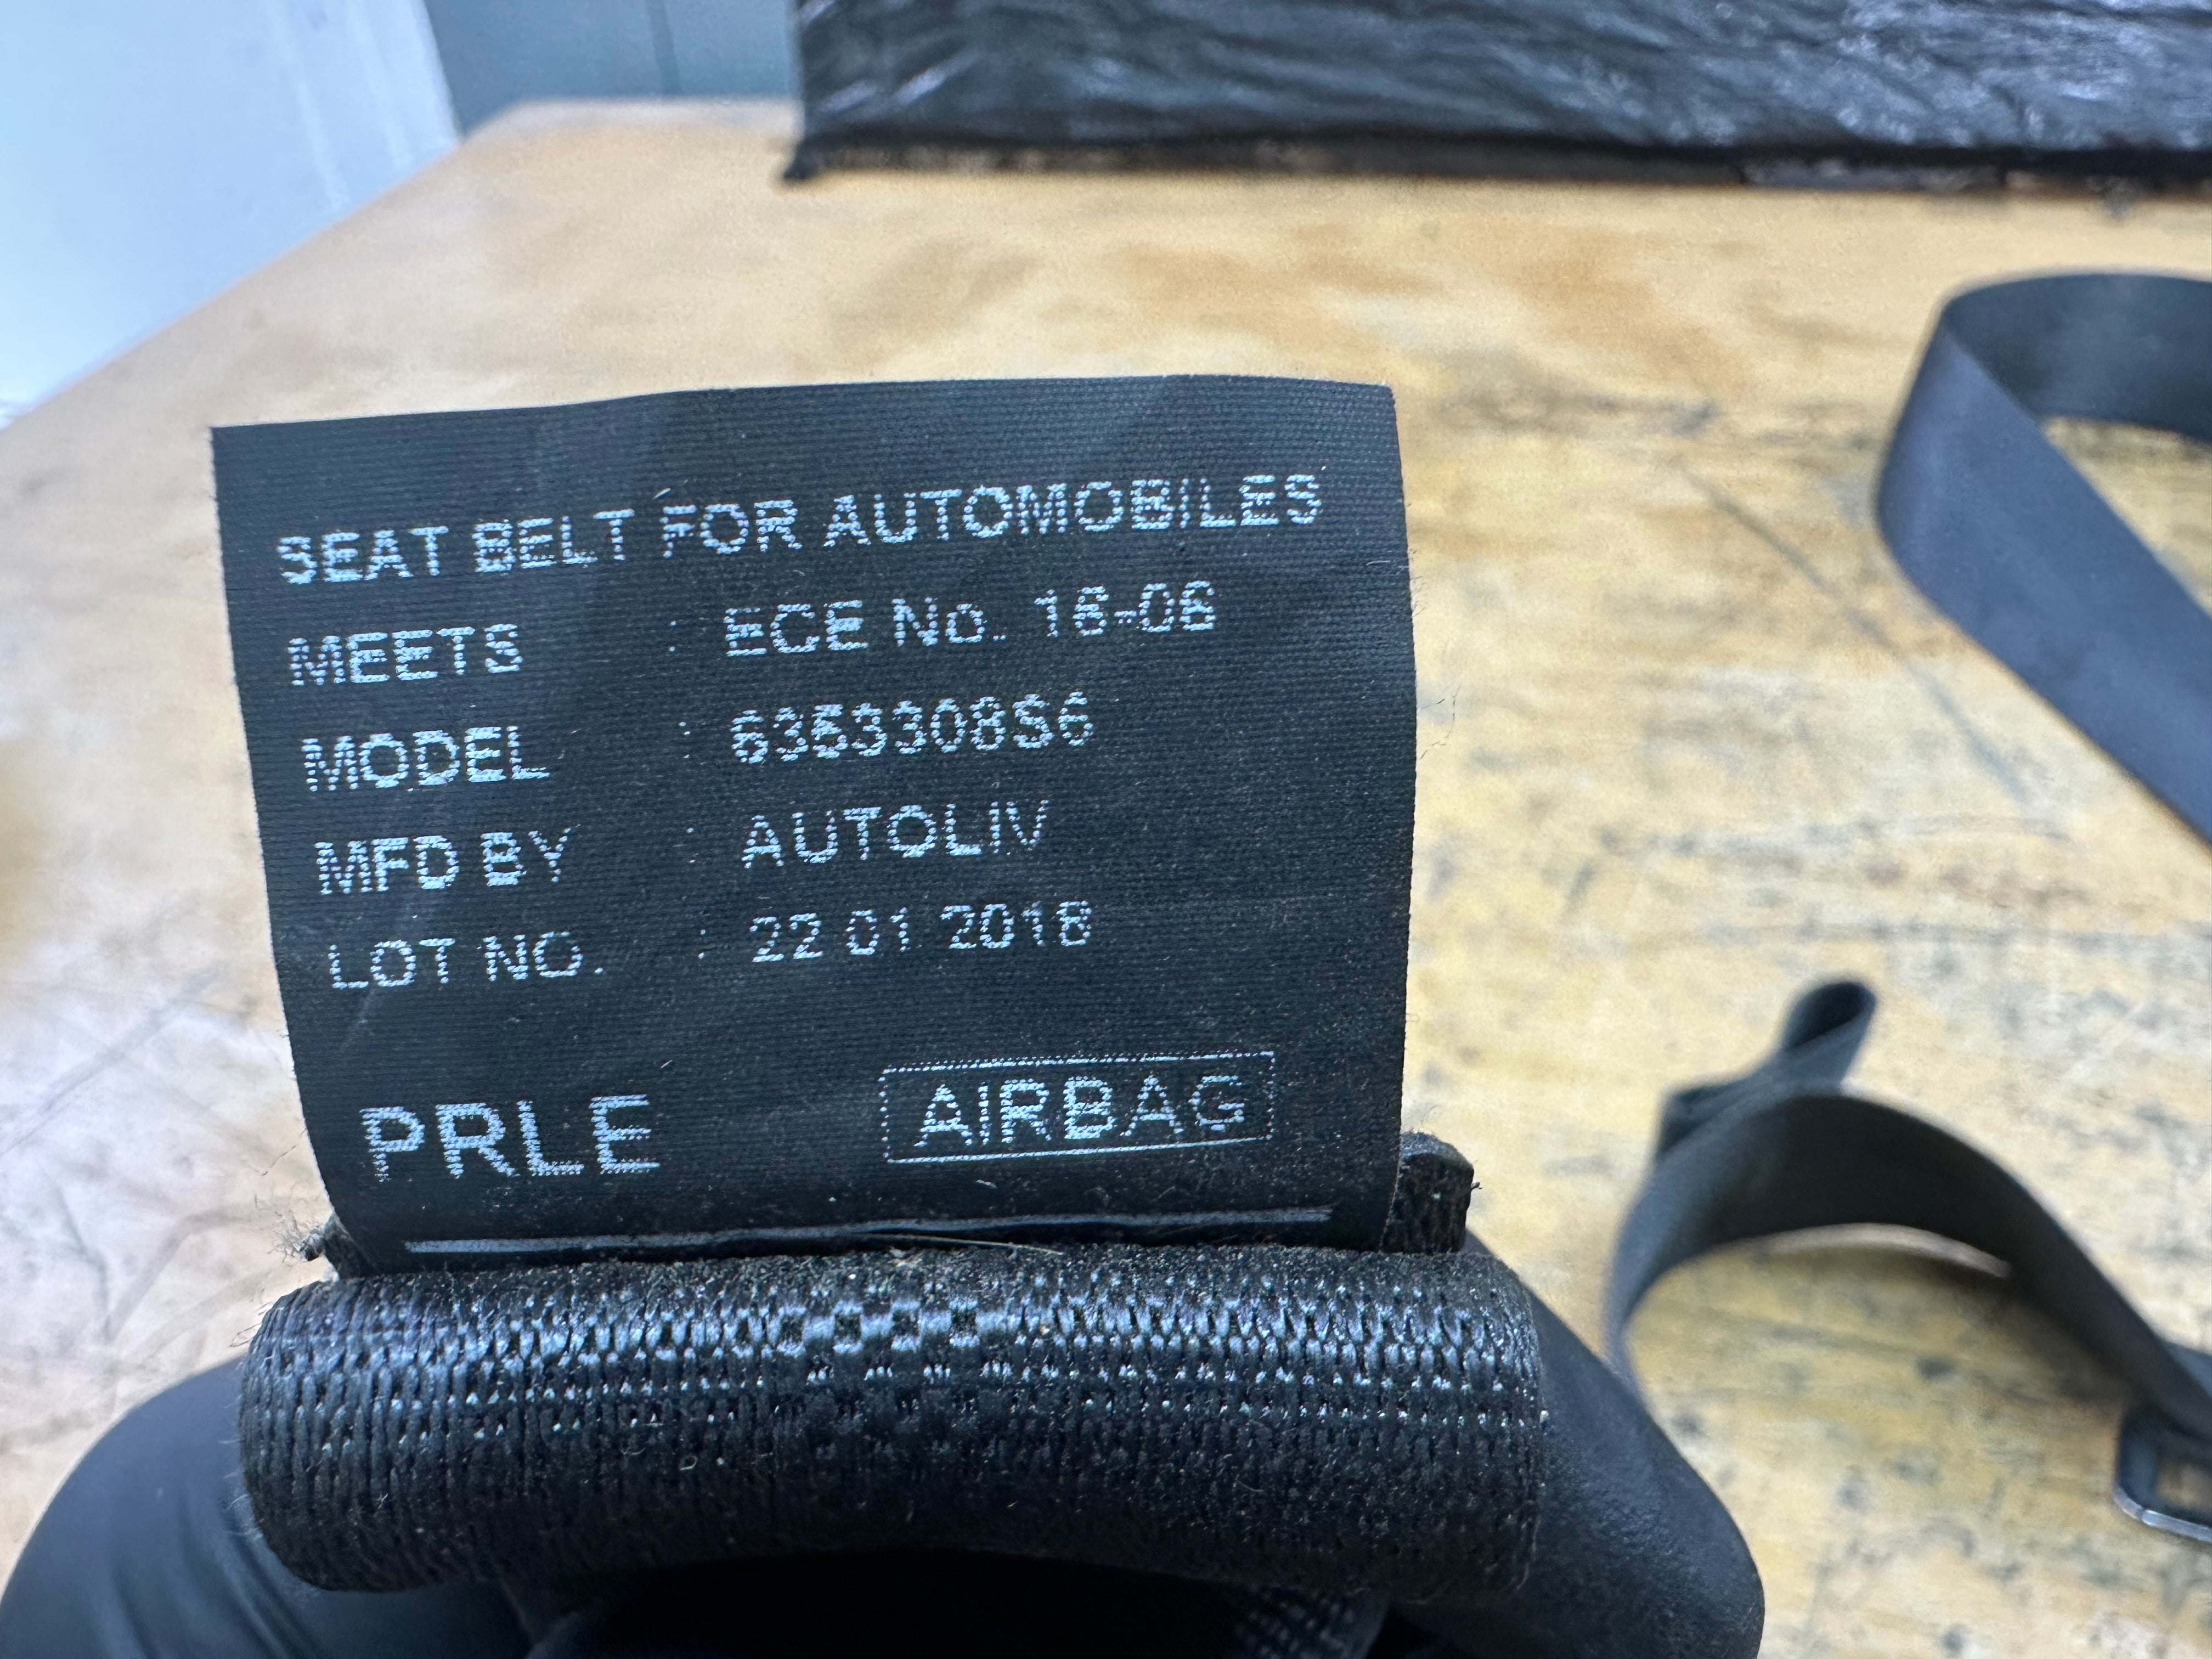 SEAT BELT FOR AUTOMOBILES
MEETS : ECE No. 16-06
MODEL : 6353308S6
MFD BY : AUTOLIV
LOT NO. : 22 01 2018
PRLE AIRBAG